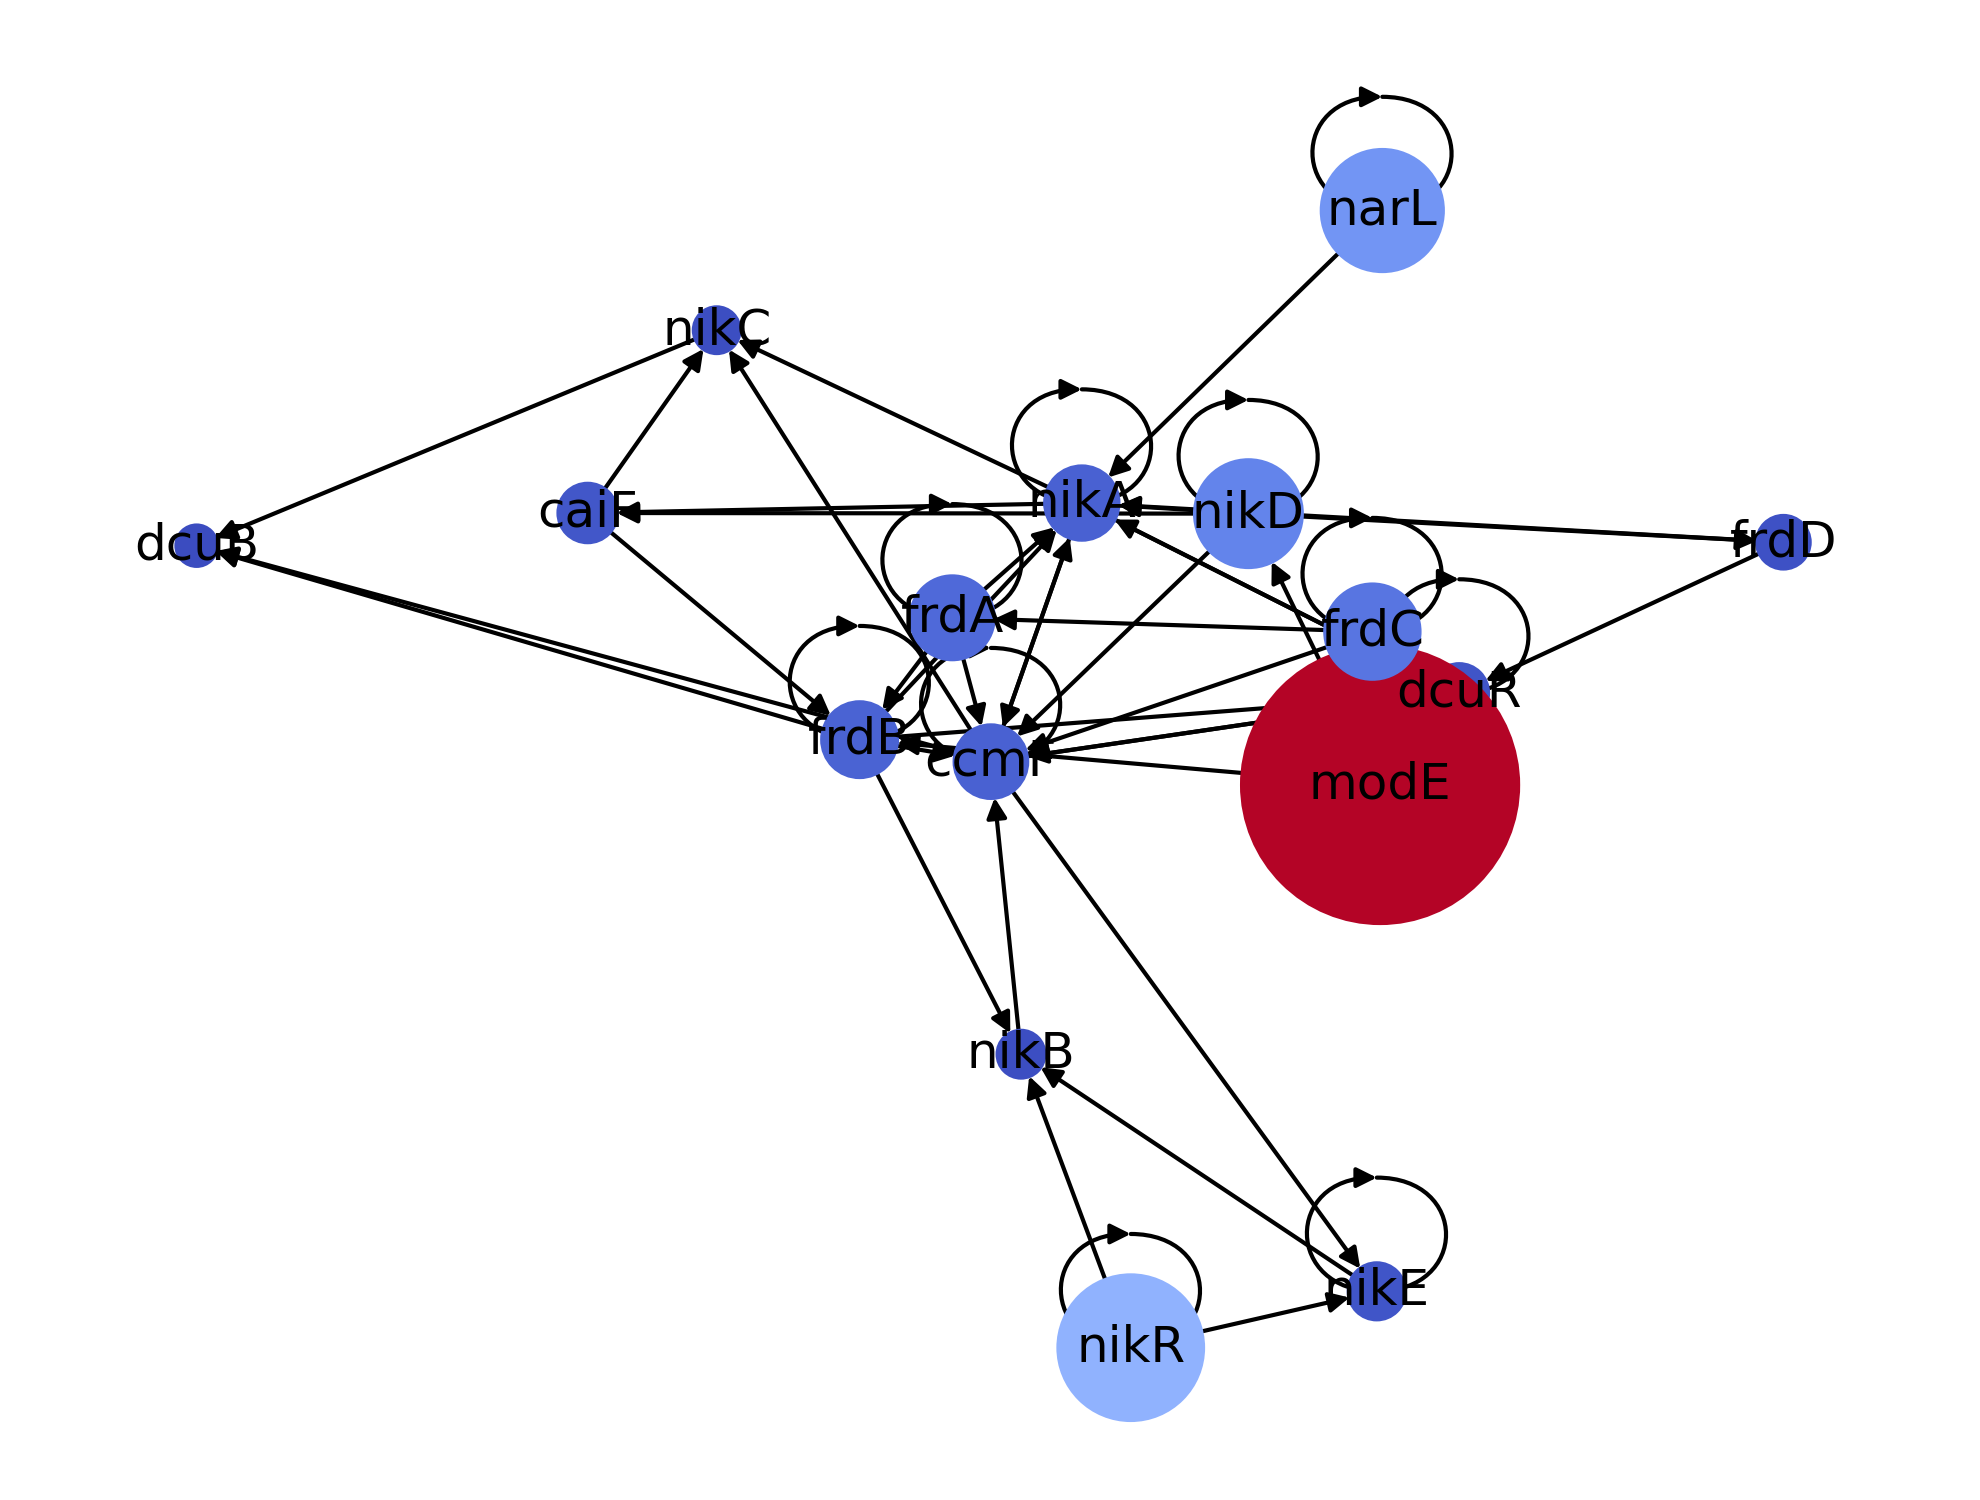 narL
nikC
nikA
nikD
caiF
dcuB
frdD
frdA
frdC
dcuR
frdB
ccmF
modE
nikB
nikE
nikR